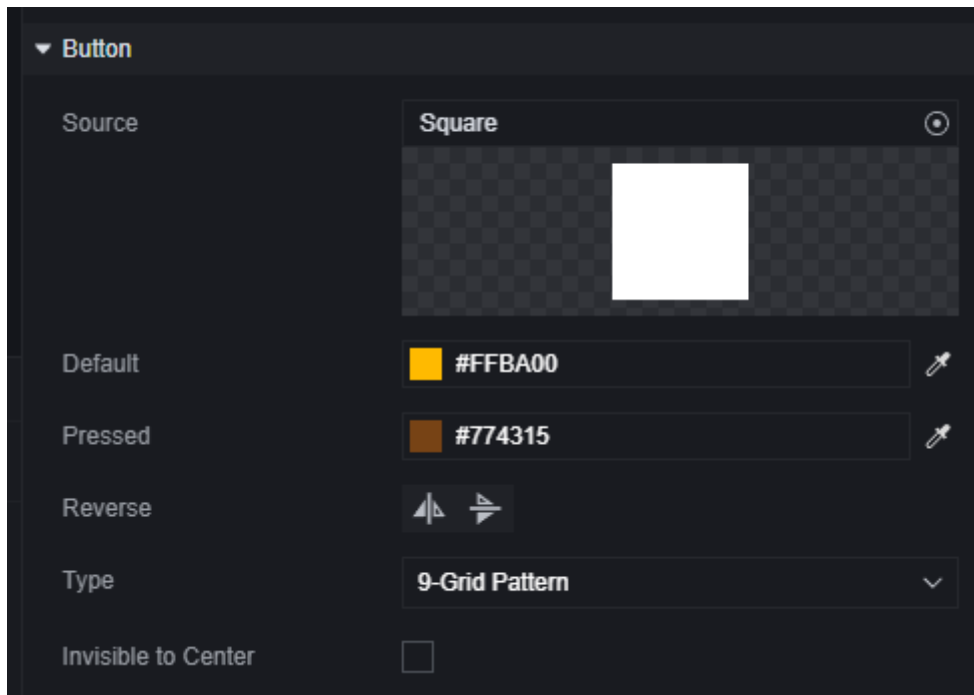 Button
Source Square
Default #FFBA00
Pressed #774315
Reverse
Type 9-Grid Pattern
Invisible to Center